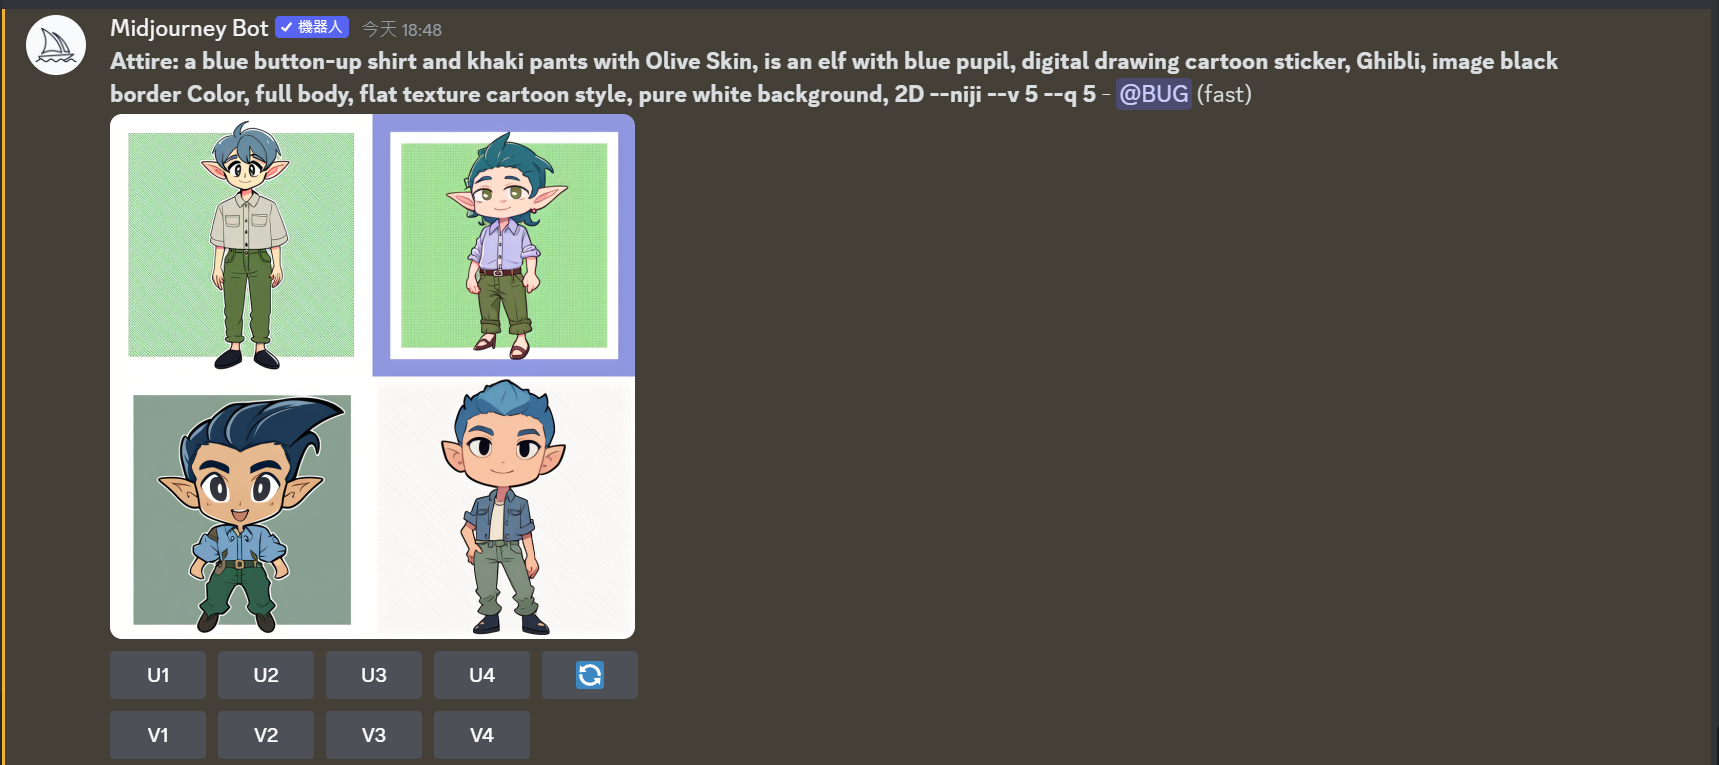 Midjourney Bot ✓ 機器人 今天 18:48
Attire: a blue button-up shirt and khaki pants with Olive Skin, is an elf with blue pupil, digital drawing cartoon sticker, Ghibli, image black
border Color, full body, flat texture cartoon style, pure white background, 2D --niji --v 5 --q 5 - @BUG (fast)
U1 U2 U3 U4
V1 V2 V3 V4